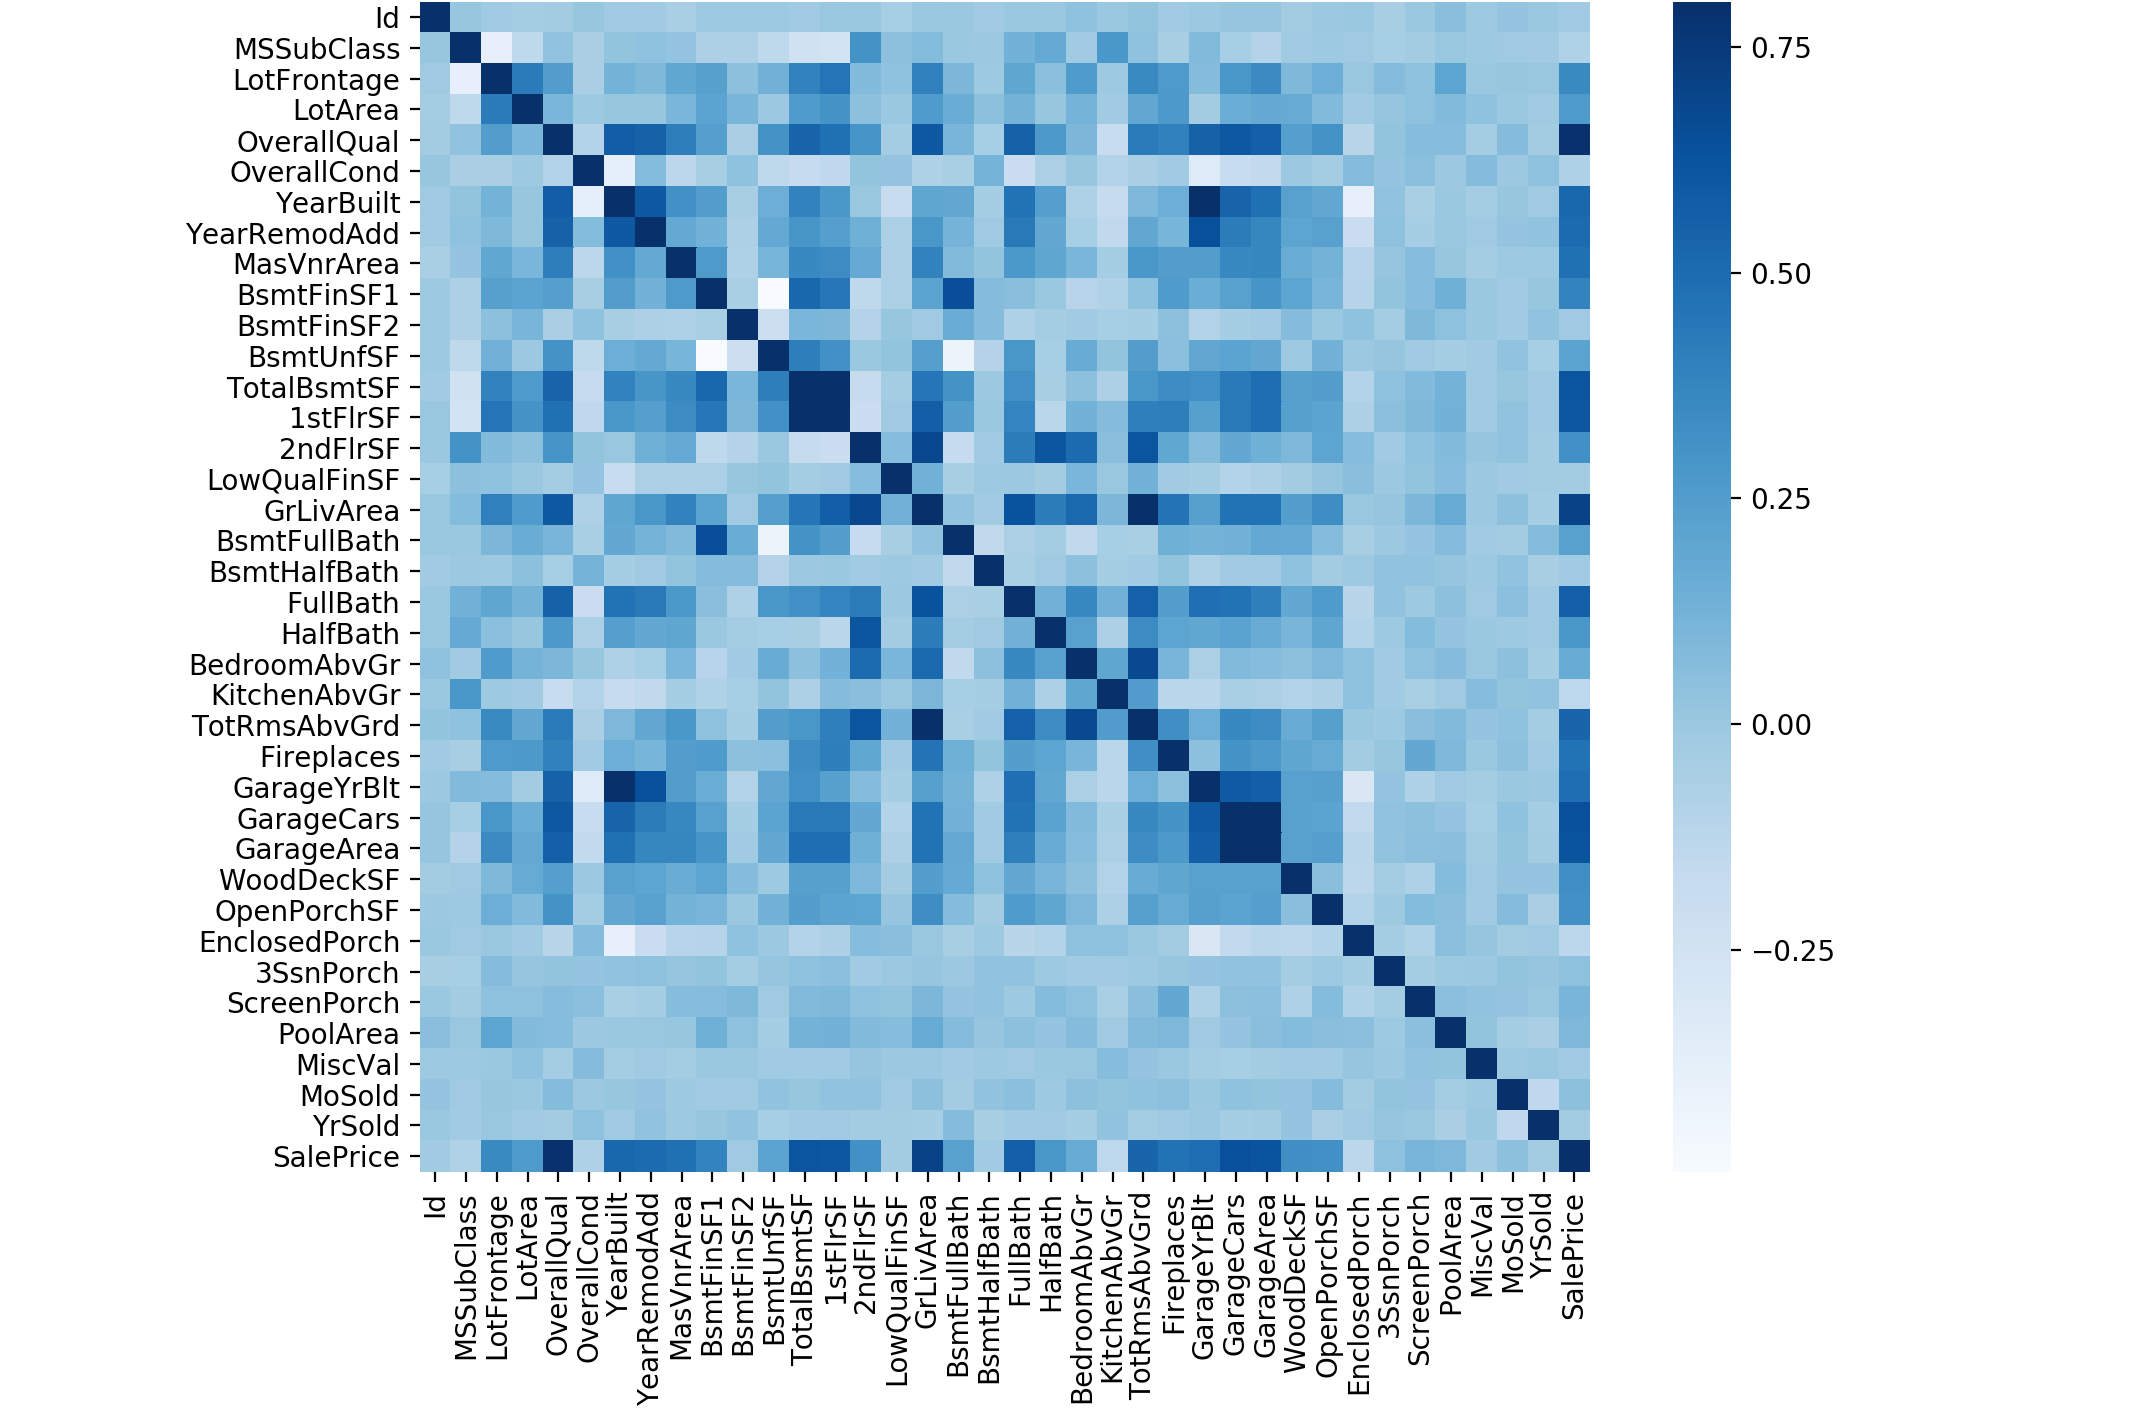 Id
MSSubClass
LotFrontage
LotArea
OverallQual
OverallCond
YearBuilt
YearRemodAdd
MasVnrArea
BsmtFinSF1
BsmtFinSF2
BsmtUnfSF
TotalBsmtSF
1stFlrSF
2ndFlrSF
LowQualFinSF
GrLivArea
BsmtFullBath
BsmtHalfBath
FullBath
HalfBath
BedroomAbvGr
KitchenAbvGr
TotRmsAbvGrd
Fireplaces
GarageYrBlt
GarageCars
GarageArea
WoodDeckSF
OpenPorchSF
EnclosedPorch
3SsnPorch
ScreenPorch
PoolArea
MiscVal
MoSold
YrSold
SalePrice
Id
MSSubClass
LotFrontage
LotArea
OverallQual
OverallCond
YearBuilt
YearRemodAdd
MasVnrArea
BsmtFinSF1
BsmtFinSF2
BsmtUnfSF
TotalBsmtSF
1stFlrSF
2ndFlrSF
LowQualFinSF
GrLivArea
BsmtFullBath
BsmtHalfBath
FullBath
HalfBath
BedroomAbvGr
KitchenAbvGr
TotRmsAbvGrd
Fireplaces
GarageYrBlt
GarageCars
GarageArea
WoodDeckSF
OpenPorchSF
EnclosedPorch
3SsnPorch
ScreenPorch
PoolArea
MiscVal
MoSold
YrSold
SalePrice
0.75
0.50
0.25
0.00
−0.25